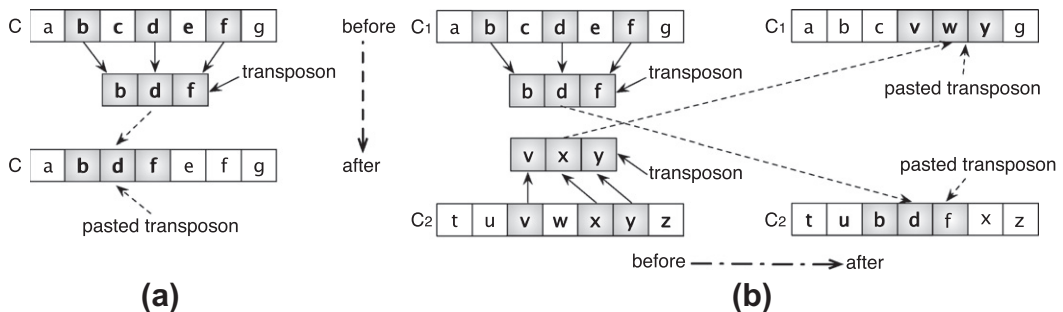 C a b c d e f g
transposon
b d f
C a b d f e f g
pasted transposon
before
after
(a)
C1 a b c d e f g
transposon
b d f
v x y
transposon
C2 t u v w x y z
C1 a b c v w y g
pasted transposon
pasted transposon
C2 t u b d f x z
before after
(b)